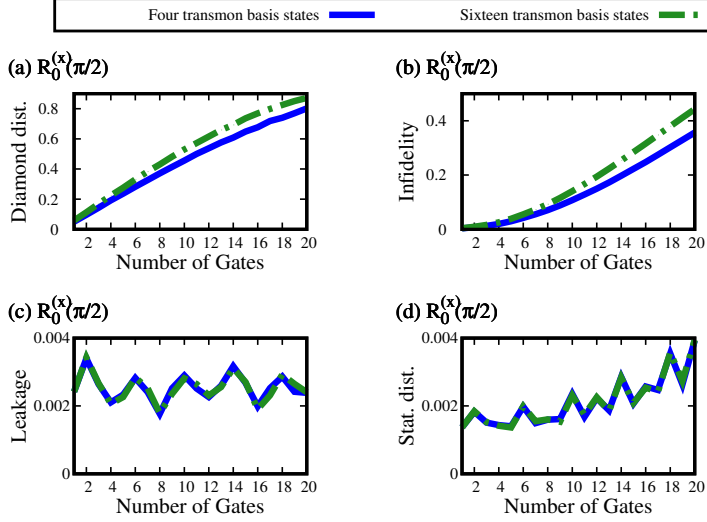 Four transmon basis states
Sixteen transmon basis states
(a) R₀⁽ˣ⁾(π/2)
Diamond dist.
0.8
0.6
0.4
0.2
0
2 4 6 8 10 12 14 16 18 20
Number of Gates
(b) R₀⁽ˣ⁾(π/2)
Infidelity
0.4
0.2
0
2 4 6 8 10 12 14 16 18 20
Number of Gates
(c) R₀⁽ˣ⁾(π/2)
Leakage
0.004
0.002
0
2 4 6 8 10 12 14 16 18 20
Number of Gates
(d) R₀⁽ˣ⁾(π/2)
Stat. dist.
0.004
0.002
0
2 4 6 8 10 12 14 16 18 20
Number of Gates